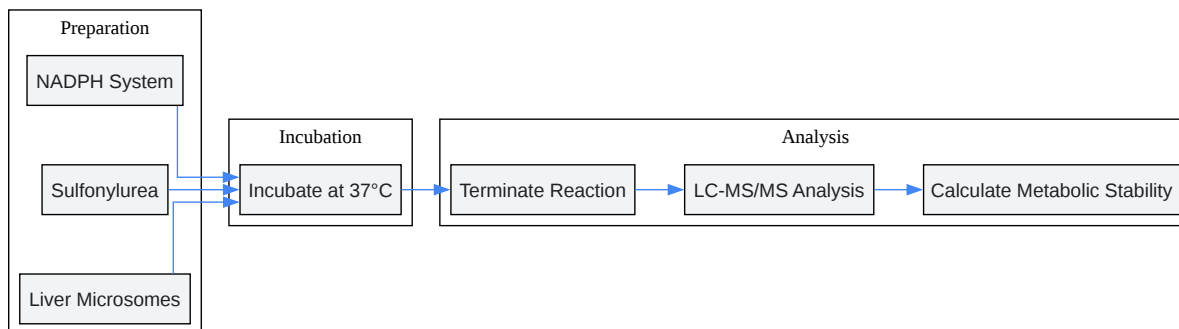 Preparation
NADPH System
Sulfonylurea
Liver Microsomes
Incubation
Incubate at 37°C
Analysis
Terminate Reaction
LC-MS/MS Analysis
Calculate Metabolic Stability